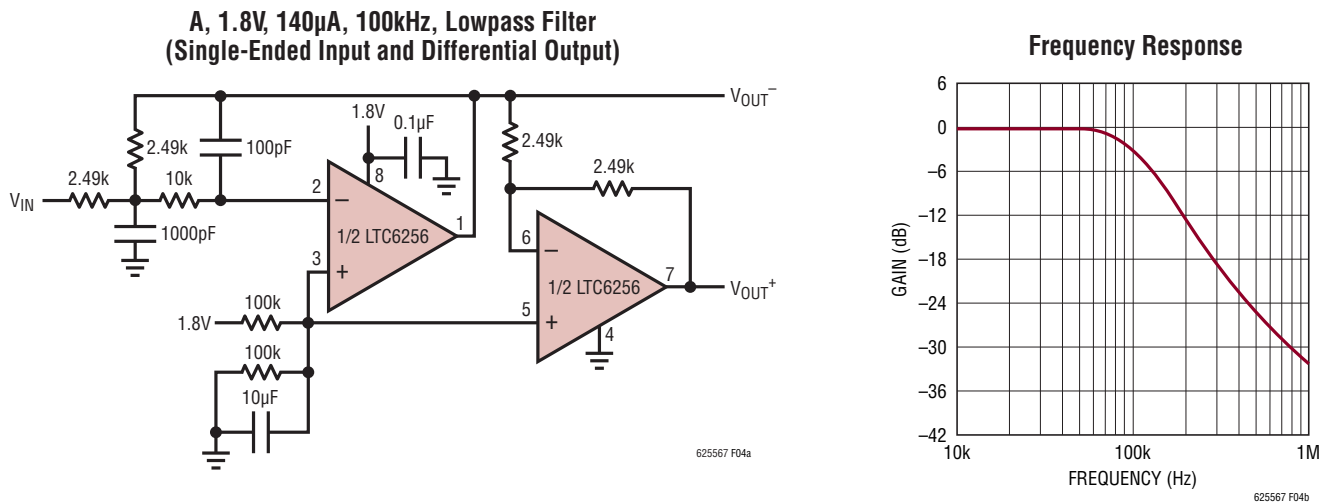 A, 1.8V, 140µA, 100kHz, Lowpass Filter
(Single-Ended Input and Differential Output)
VOUT–
1.8V
0.1µF
2.49k
100pF
2.49k
8
2.49k
10k
2.49k
VIN
2
–
1
1000pF
1/2 LTC6256
6
–
3
+
7
1/2 LTC6256
VOUT+
100k
5
+
1.8V
4
100k
10µF
625567 F04a
Frequency Response
6
0
–6
–12
–18
–24
–30
–36
–42
GAIN (dB)
10k
100k
1M
FREQUENCY (Hz)
625567 F04b